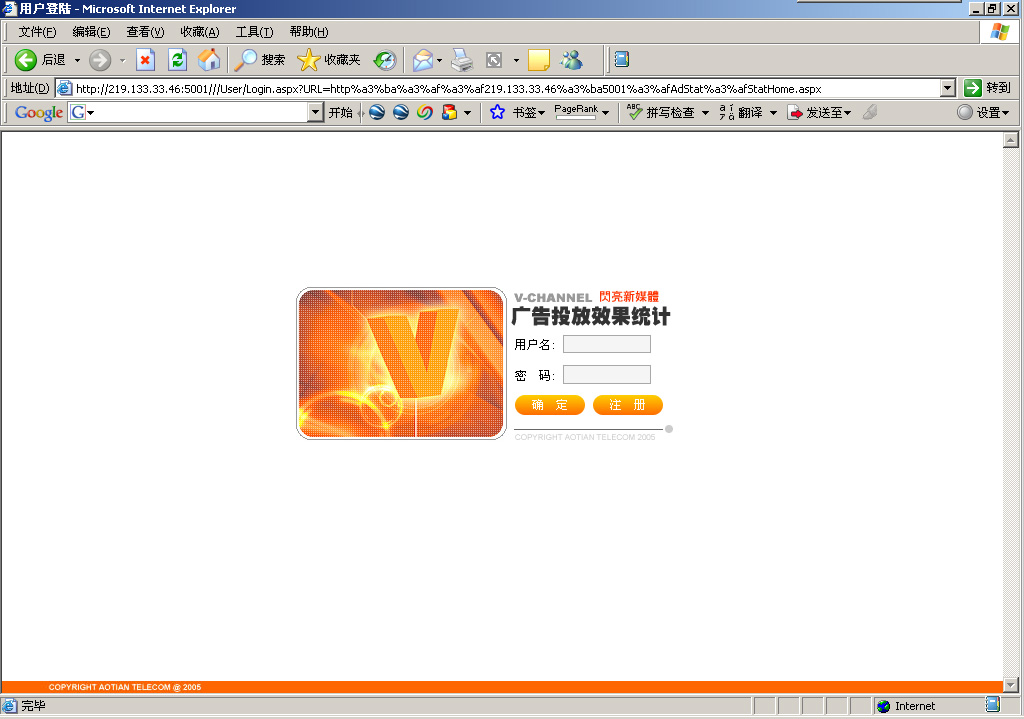 用户登陆 - Microsoft Internet Explorer
文件(F) 编辑(E) 查看(V) 收藏(A) 工具(T) 帮助(H)
后退 搜索 收藏夹
地址(D) http://219.133.33.46:5001///User/Login.aspx?URL=http%a3%ba%a3%af%a3%af219.133.33.46%a3%ba5001%a3%afAdStat%a3%afStatHome.aspx 转到
Google G 开始 书签 PageRank ABC 拼写检查 翻译 发送至 设置
V-CHANNEL 閃亮新媒體
广告投放效果统计
用户名:
密 码:
确 定 注 册
COPYRIGHT AOTIAN TELECOM 2005
COPYRIGHT AOTIAN TELECOM @ 2005
完毕 Internet